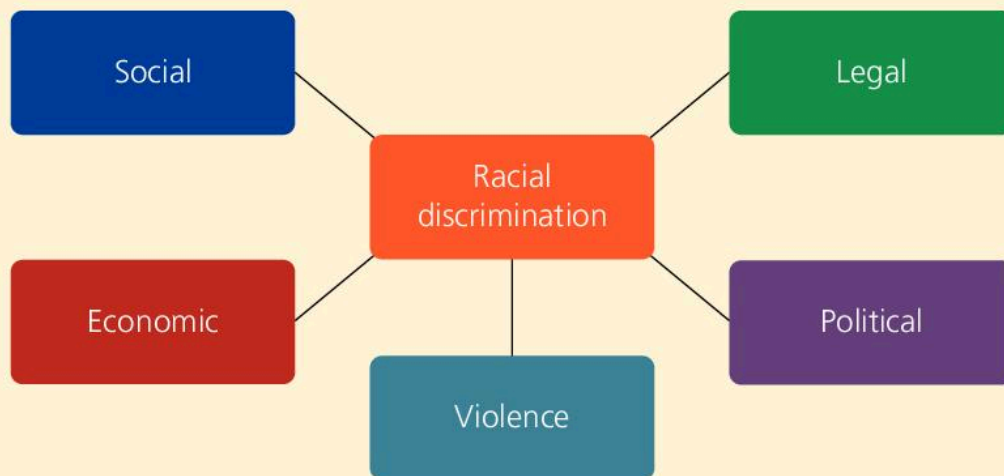 Social
Legal
Racial
discrimination
Economic
Political
Violence